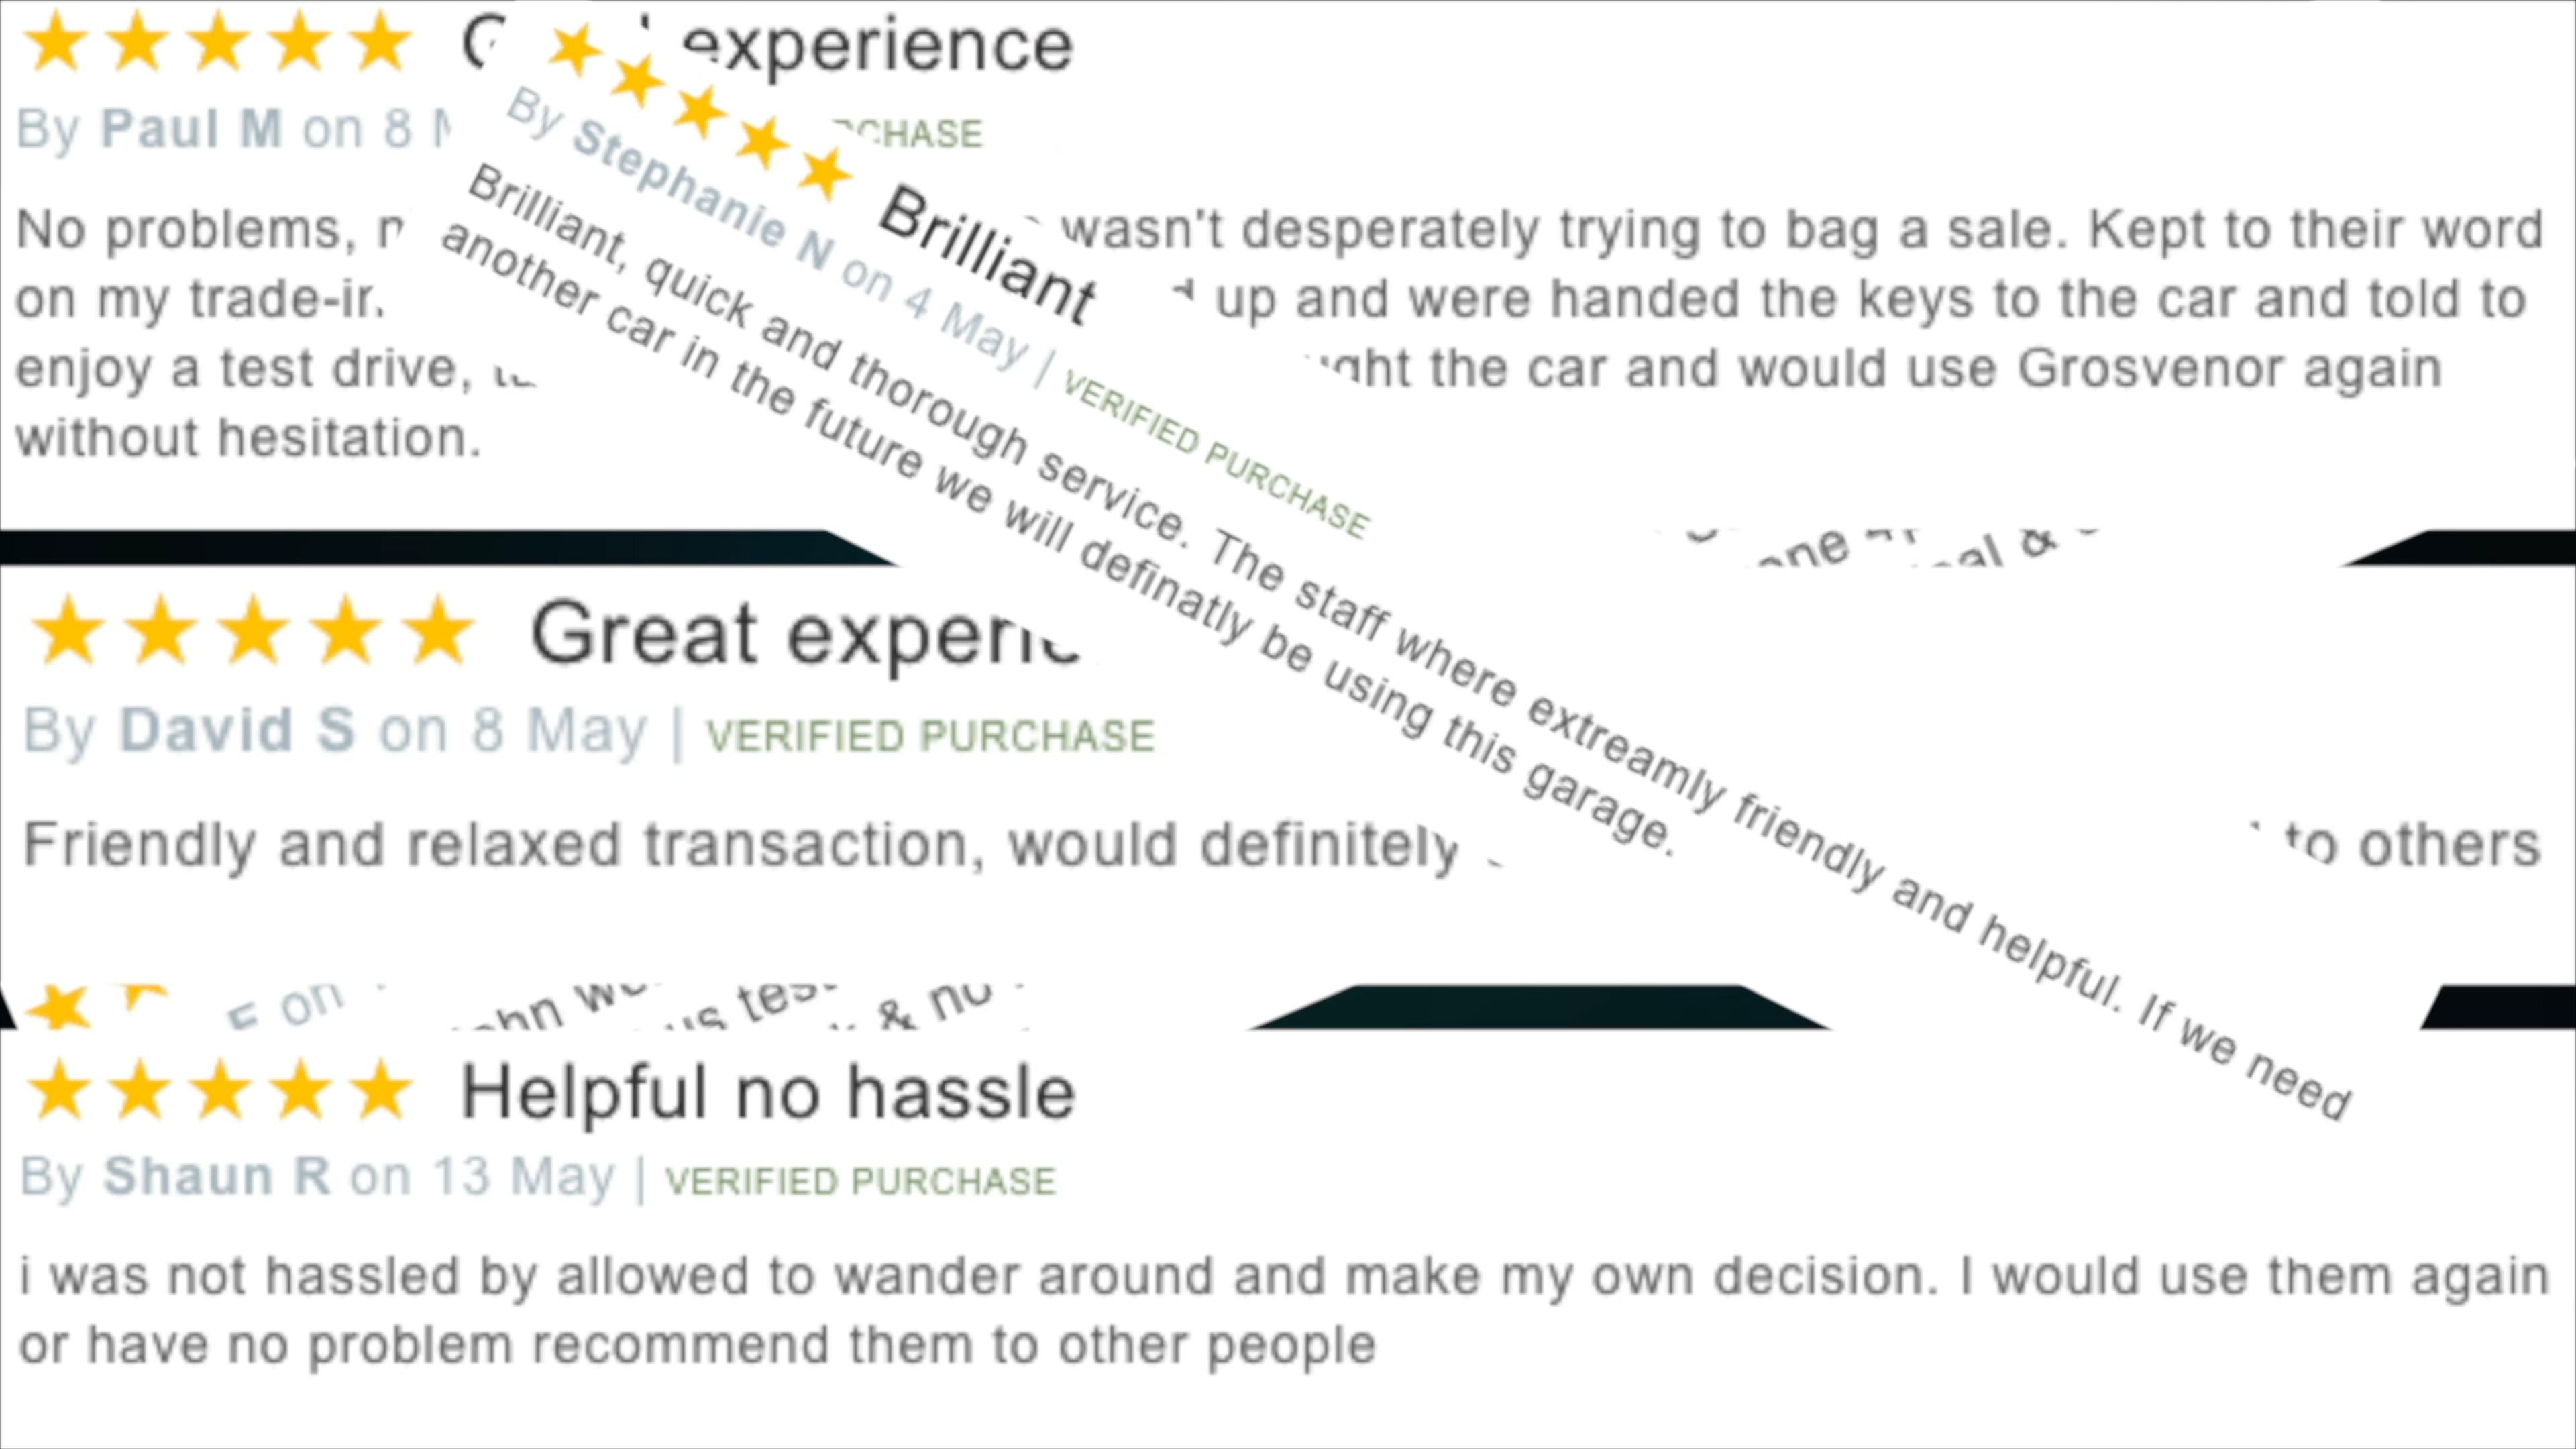 experience
By Paul M on 8
No problems, wasn't desperately trying to bag a sale. Kept to their word
on my up and were handed the keys to the car and told to
enjoy a test drive, the car and would use Grosvenor again
without hesitation.
Brilliant
By Stephanie N on 4 May | VERIFIED PURCHASE
Brilliant, quick and thorough service. The staff where extreamly friendly and helpful. If we need
another car in the future we will definatly be using this garage.
Great
By David S on 8 May | VERIFIED PURCHASE
Friendly and relaxed transaction, would definitely to others
on
&
Helpful no hassle
By Shaun R on 13 May | VERIFIED PURCHASE
i was not hassled by allowed to wander around and make my own decision. I would use them again
or have no problem recommend them to other people